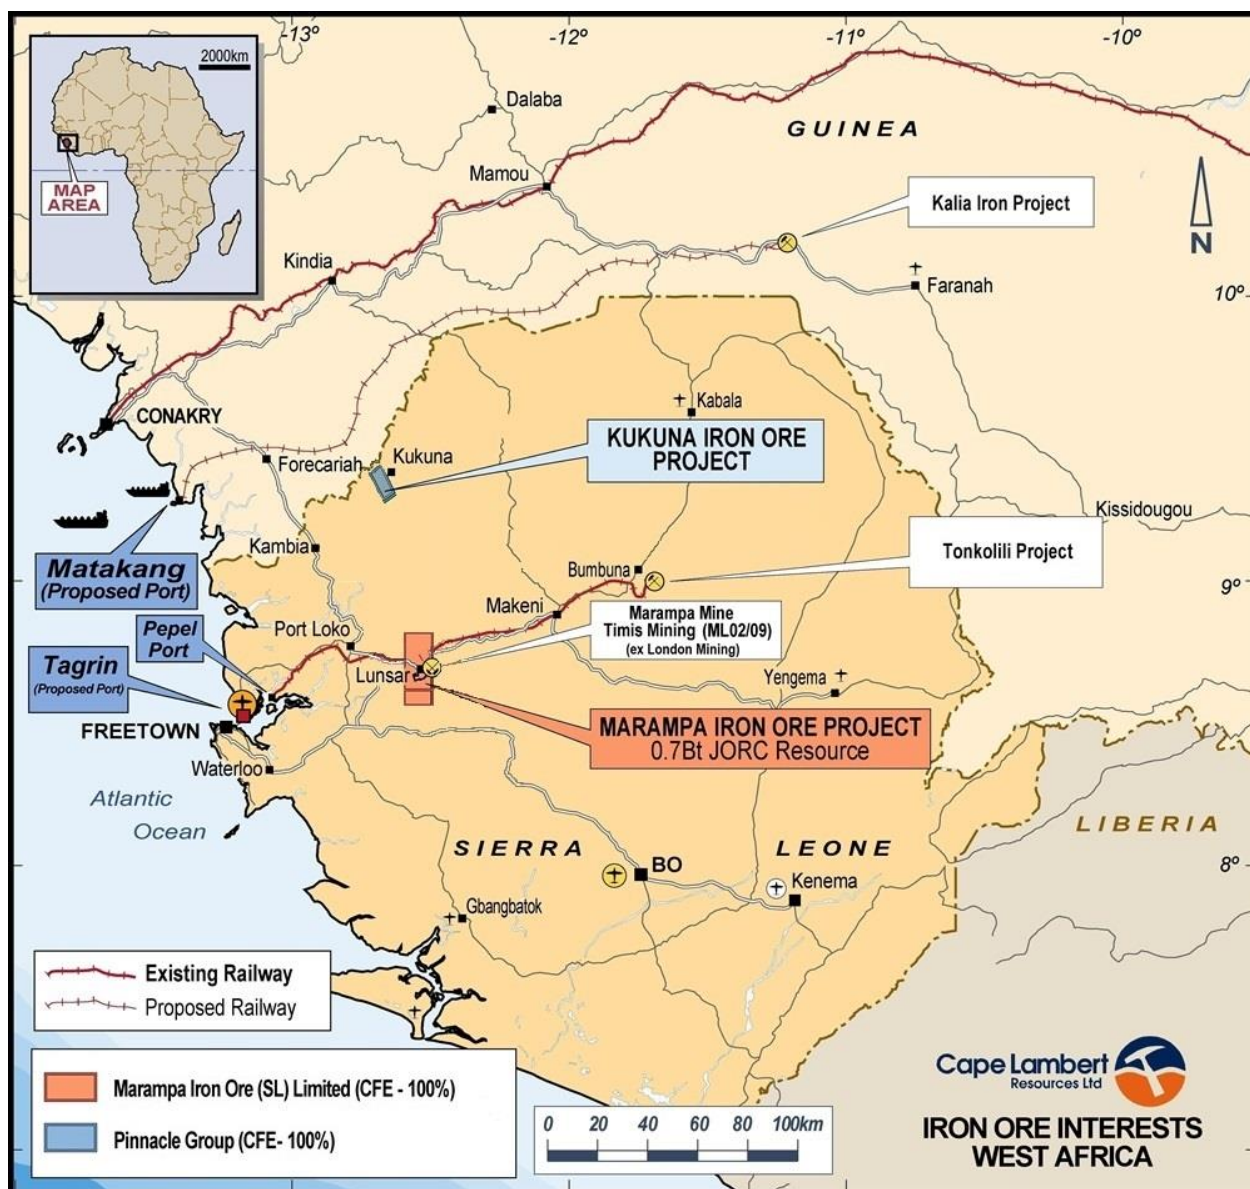 -13º
-12º
-11º
-10º
2000km
MAP
AREA
Dalaba
GUINEA
Mamou
Kalia Iron Project
N
Kindia
Faranah
10º
CONAKRY
Kabala
KUKUNA IRON ORE
PROJECT
Forecariah
Kukuna
Kissidougou
Kambia
Matakang
(Proposed Port)
Tonkolili Project
Bumbuna
9º
Makeni
Marampa Mine
Timis Mining (ML02/09)
(ex London Mining)
Pepel
Port
Port Loko
Tagrin
(Proposed Port)
Lunsar
Yengema
FREETOWN
MARAMPA IRON ORE PROJECT
0.7Bt JORC Resource
Waterloo
Atlantic
Ocean
LIBERIA
SIERRA
LEONE
8º
BO
Kenema
Gbangbatok
Existing Railway
Proposed Railway
Marampa Iron Ore (SL) Limited (CFE - 100%)
Pinnacle Group (CFE- 100%)
0 20 40 60 80 100km
Cape Lambert
Resources Ltd
IRON ORE INTERESTS
WEST AFRICA